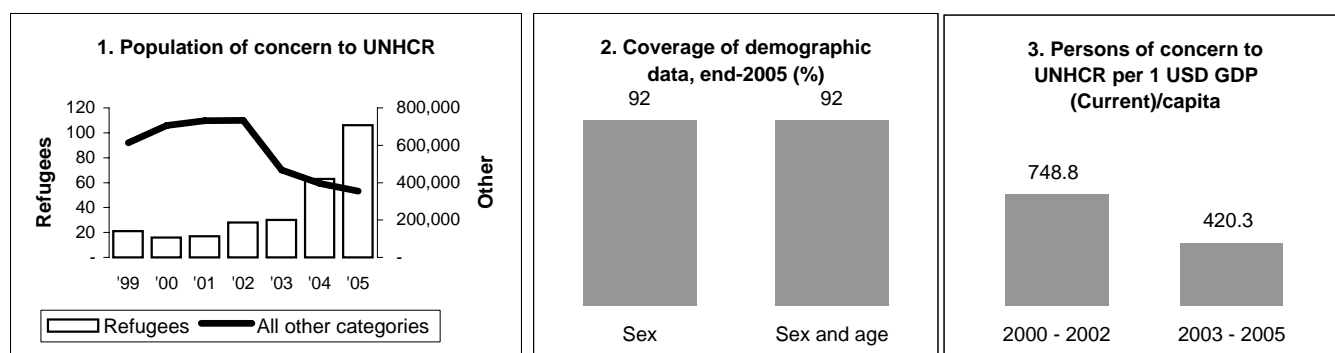 1. Population of concern to UNHCR
120
100
80
60
40
20
-
Refugees
800,000
600,000
400,000
200,000
-
Other
'99 '00 '01 '02 '03 '04 '05
Refugees All other categories
2. Coverage of demographic
data, end-2005 (%)
92 92
Sex Sex and age
3. Persons of concern to
UNHCR per 1 USD GDP
(Current)/capita
748.8
420.3
2000 - 2002 2003 - 2005